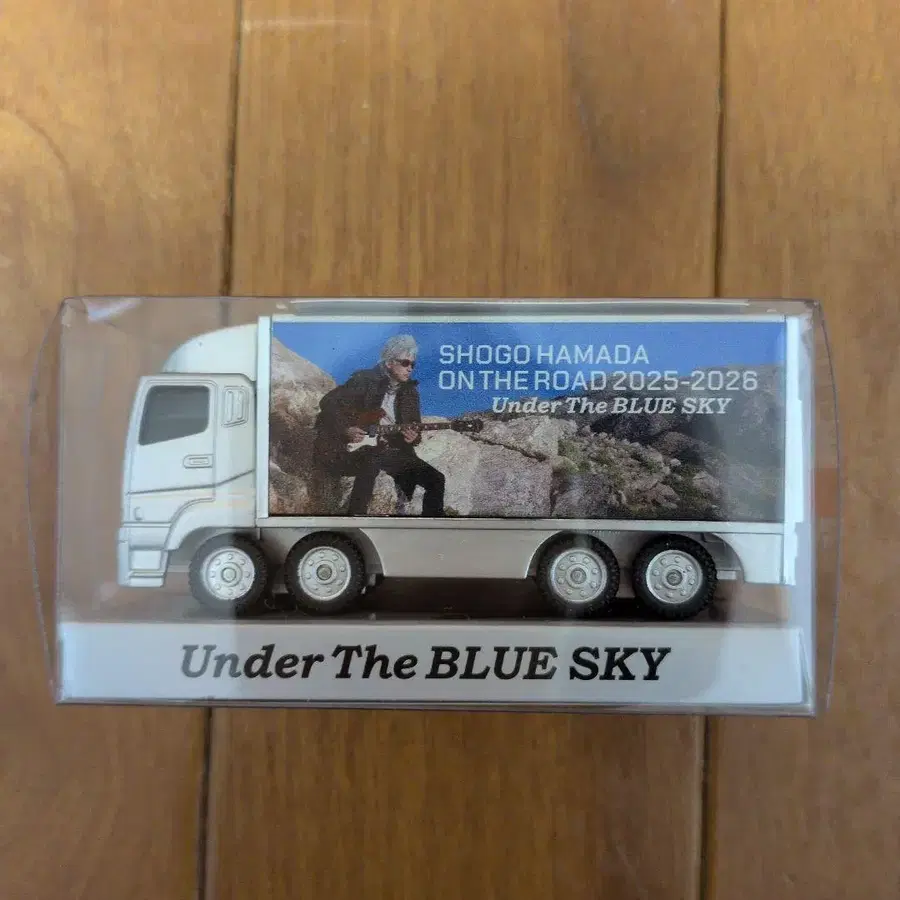 SHOGO HAMADA
ON THE ROAD 2025-2026
Under The BLUE SKY
Under The BLUE SKY